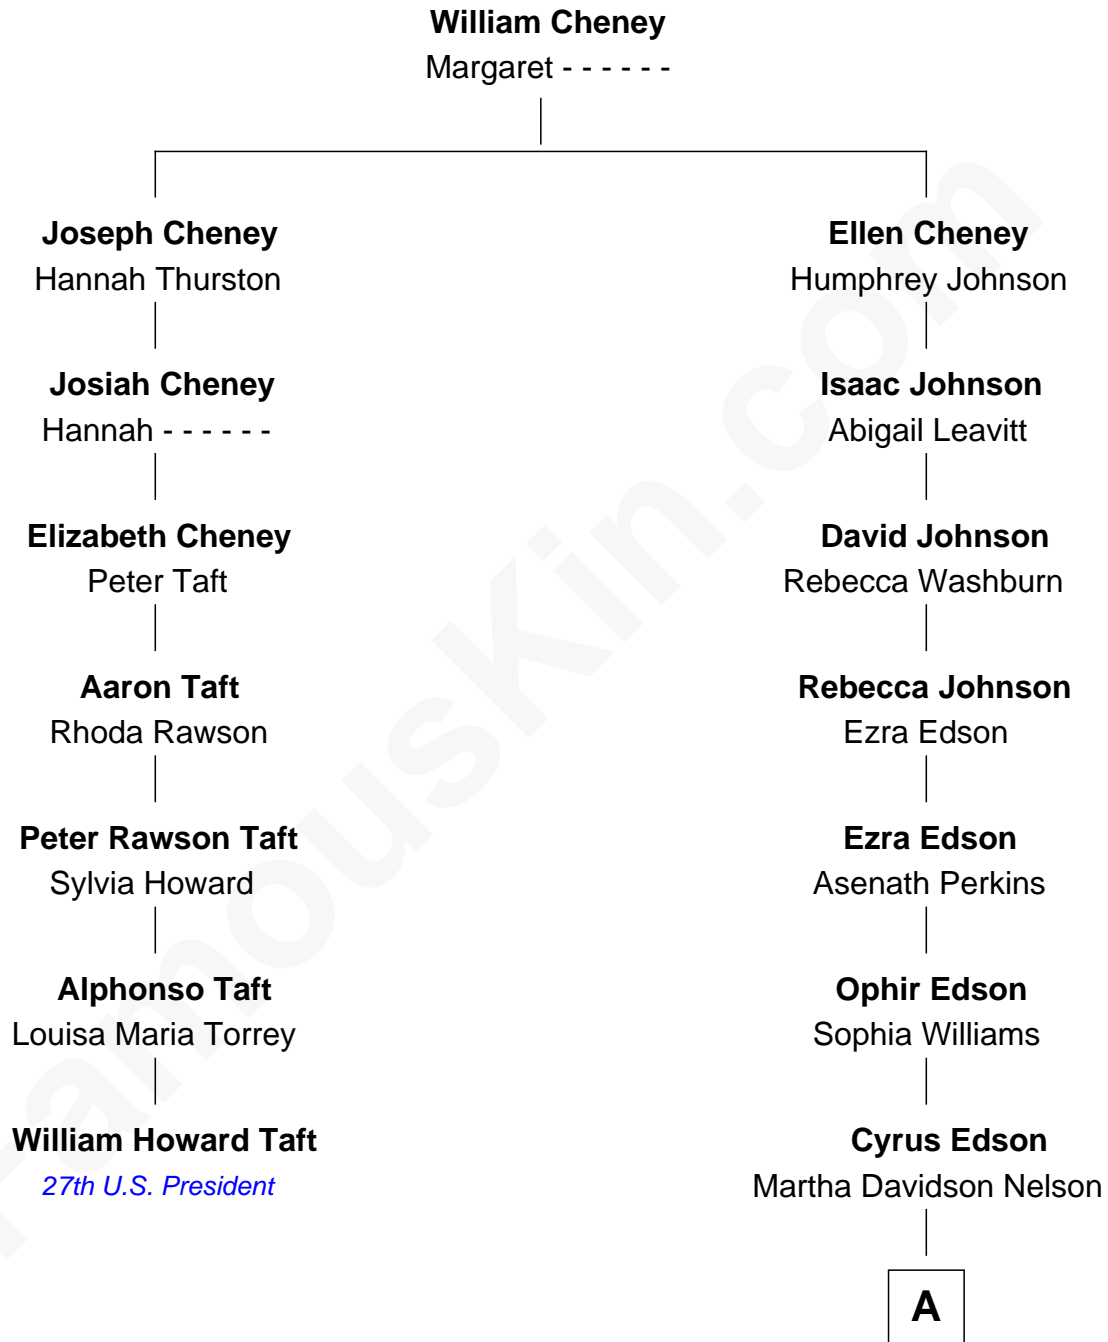 William Cheney
Margaret - - - - - -
Joseph Cheney
Hannah Thurston
Ellen Cheney
Humphrey Johnson
Josiah Cheney
Hannah - - - - - -
Isaac Johnson
Abigail Leavitt
Elizabeth Cheney
Peter Taft
David Johnson
Rebecca Washburn
Aaron Taft
Rhoda Rawson
Rebecca Johnson
Ezra Edson
Peter Rawson Taft
Sylvia Howard
Ezra Edson
Asenath Perkins
Alphonso Taft
Louisa Maria Torrey
Ophir Edson
Sophia Williams
William Howard Taft
27th U.S. President
Cyrus Edson
Martha Davidson Nelson
A
FamousKin.com